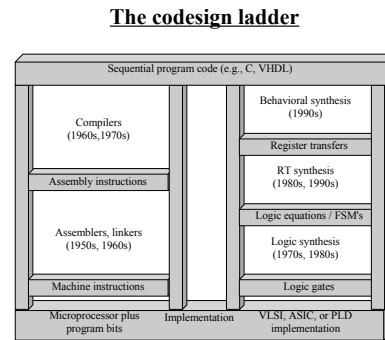 The codesign ladder
Sequential program code (e.g., C, VHDL)
Compilers
(1960s,1970s)
Assembly instructions
Assemblers, linkers
(1950s, 1960s)
Machine instructions
Behavioral synthesis
(1990s)
Register transfers
RT synthesis
(1980s, 1990s)
Logic equations / FSM's
Logic synthesis
(1970s, 1980s)
Logic gates
Microprocessor plus
program bits
Implementation
VLSI, ASIC, or PLD
implementation